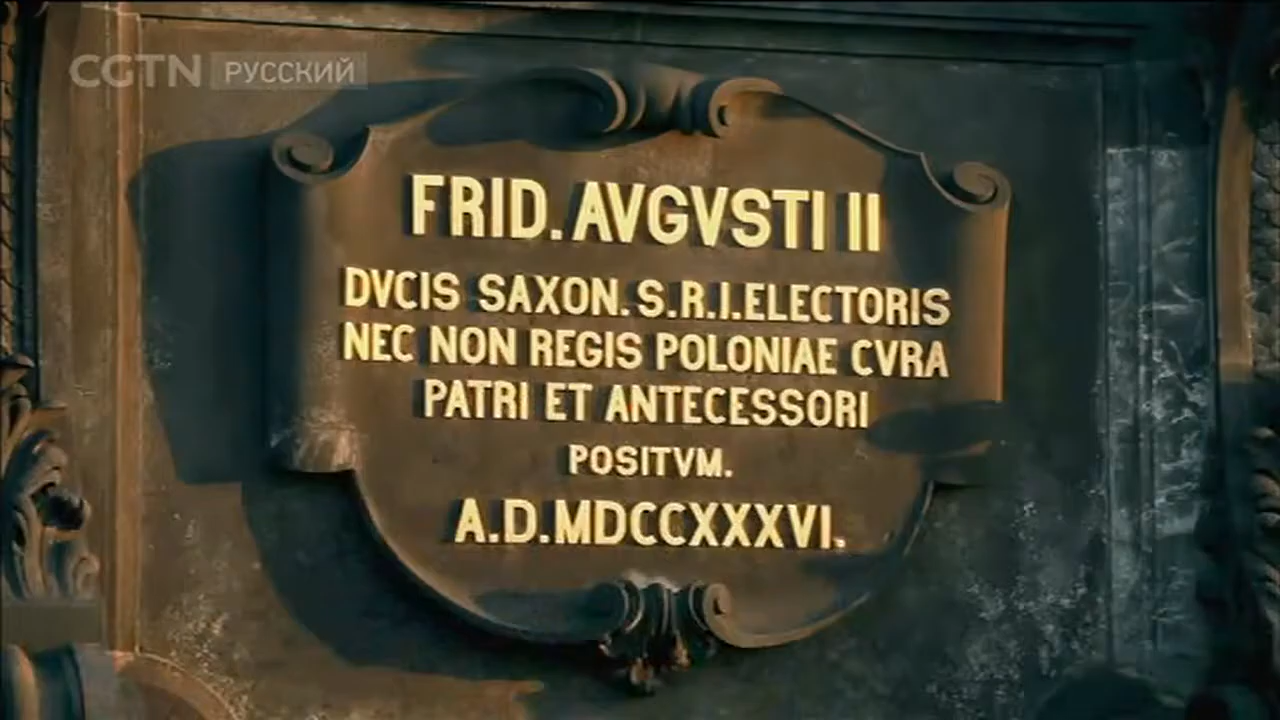 CGTN РУССКИЙ
FRID. AVGVSTI II
DVCIS SAXON. S.R.I.ELECTORIS
NEC NON REGIS POLONIAE CVRA
PATRI ET ANTECESSORI
POSITVM.
A.D.MDCCXXXVI.